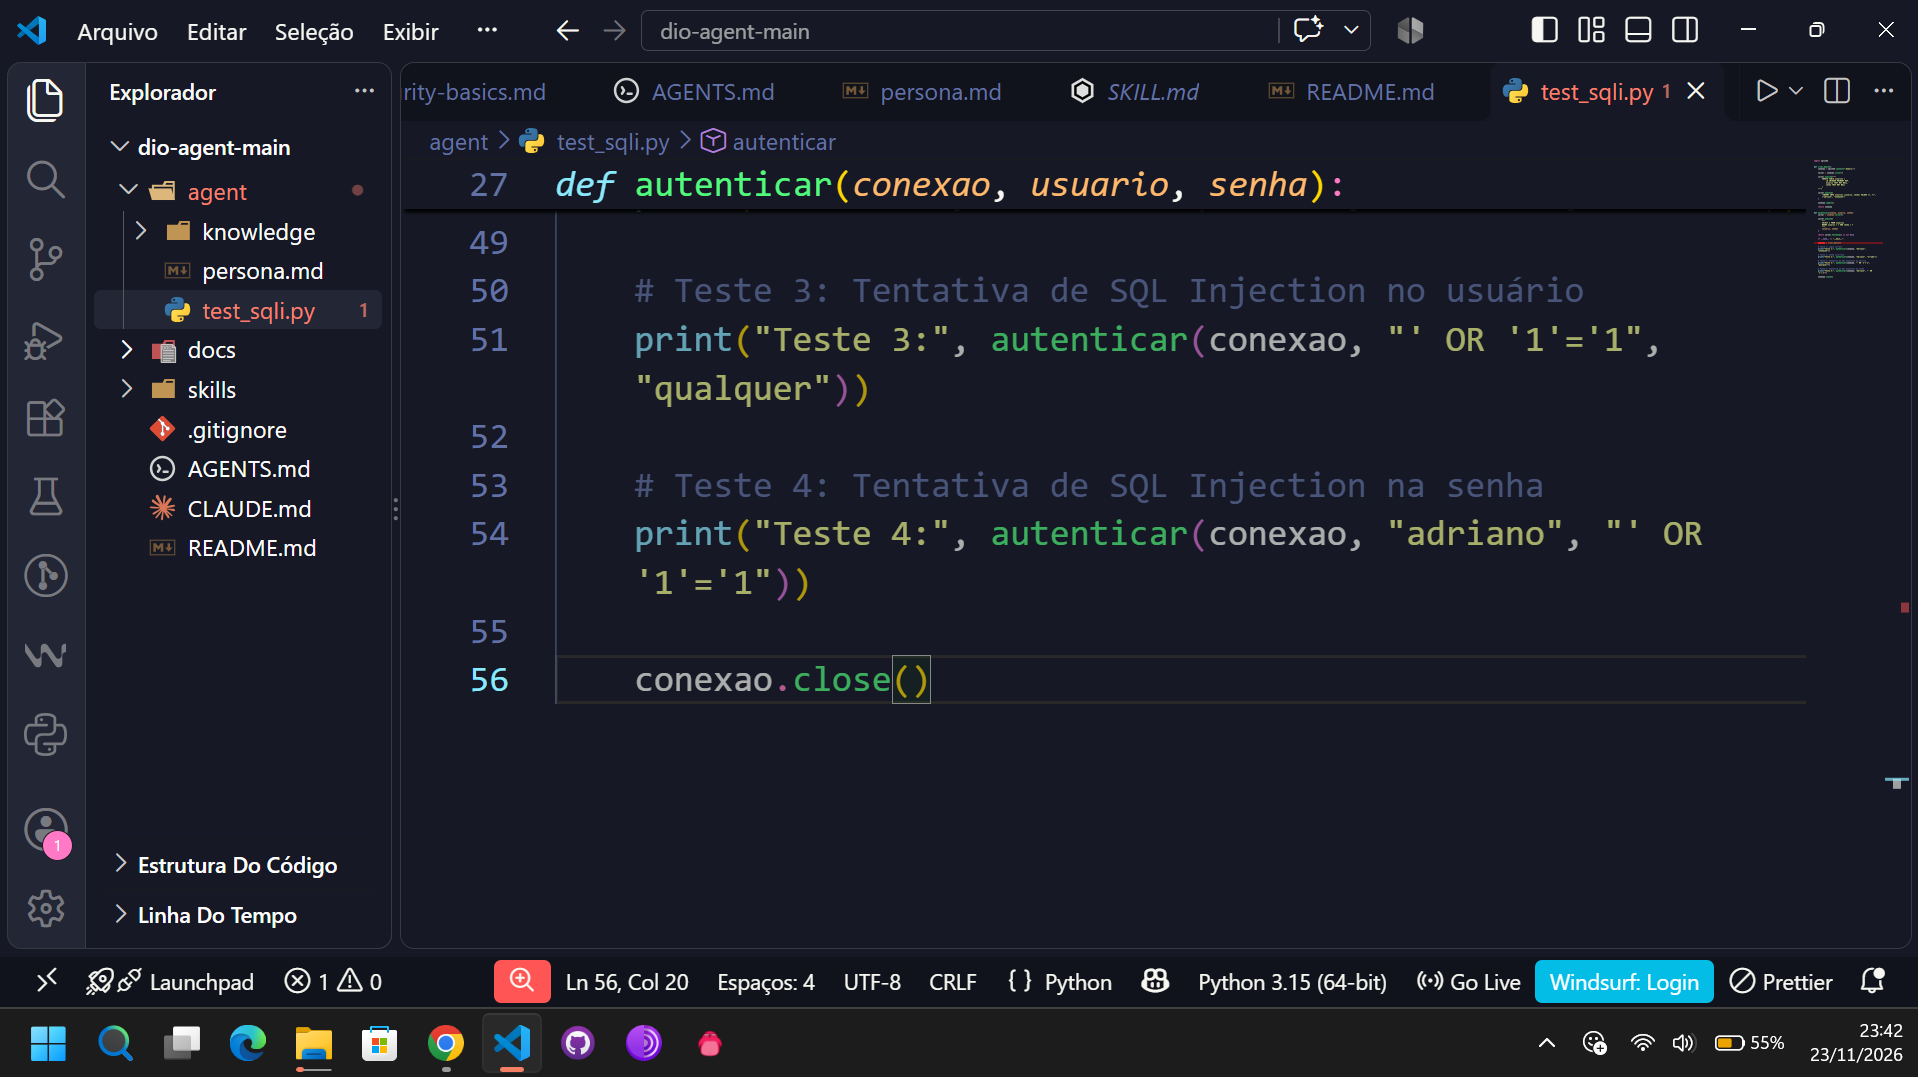 Arquivo Editar Seleção Exibir ... dio-agent-main
Explorador ...
dio-agent-main
agent
knowledge
persona.md
test_sqli.py 1
docs
skills
.gitignore
AGENTS.md
CLAUDE.md
README.md
Estrutura Do Código
Linha Do Tempo
rity-basics.md AGENTS.md persona.md SKILL.md README.md test_sqli.py 1
agent > test_sqli.py > autenticar
27 def autenticar(conexao, usuario, senha):
49
50 # Teste 3: Tentativa de SQL Injection no usuário
51 print("Teste 3:", autenticar(conexao, "' OR '1'='1",
"qualquer"))
52
53 # Teste 4: Tentativa de SQL Injection na senha
54 print("Teste 4:", autenticar(conexao, "adriano", "' OR
'1'='1"))
55
56 conexao.close()
1
Launchpad 1 0 Ln 56, Col 20 Espaços: 4 UTF-8 CRLF {} Python Python 3.15 (64-bit) Go Live Windsurf: Login Prettier
55% 23:42
23/11/2026